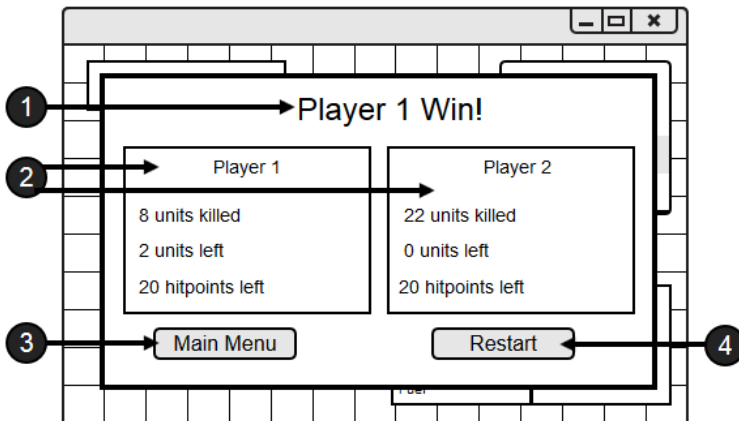 1
Player 1 Win!
2
Player 1
8 units killed
2 units left
20 hitpoints left
Player 2
22 units killed
0 units left
20 hitpoints left
3
Main Menu
Restart
4